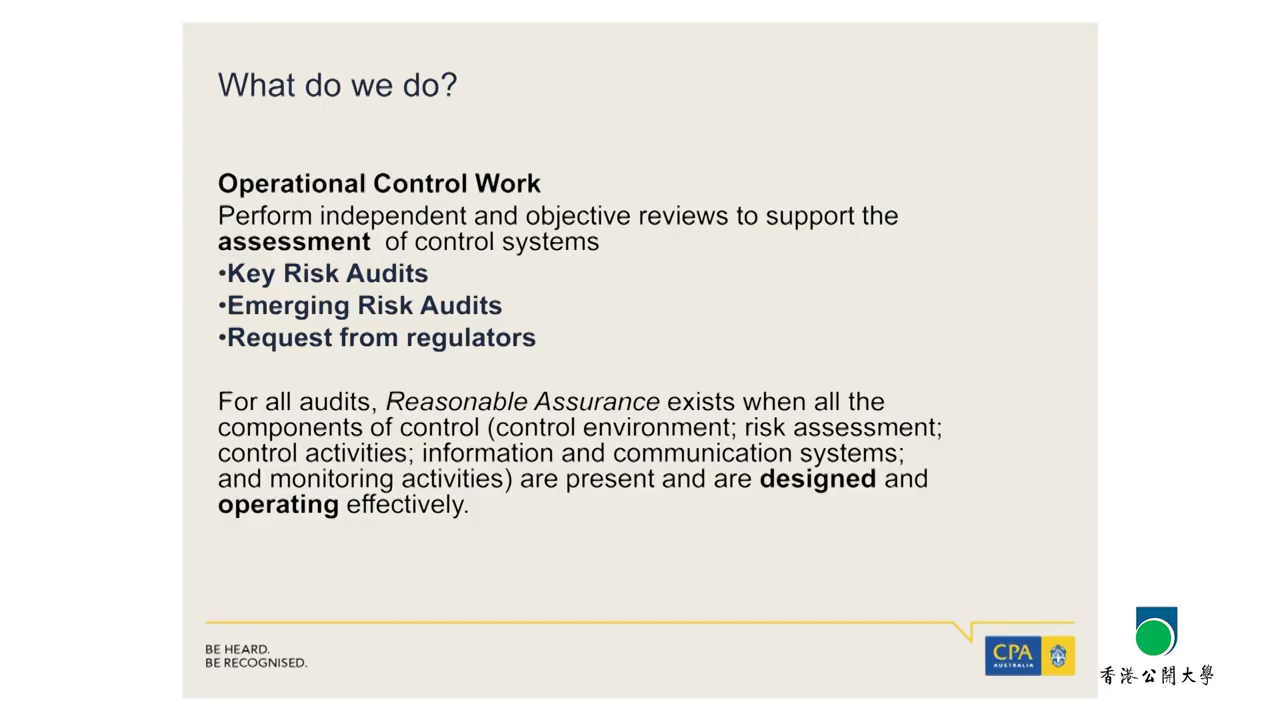 What do we do?
Operational Control Work
Perform independent and objective reviews to support the
assessment of control systems
•Key Risk Audits
•Emerging Risk Audits
•Request from regulators
For all audits, Reasonable Assurance exists when all the
components of control (control environment; risk assessment;
control activities; information and communication systems;
and monitoring activities) are present and are designed and
operating effectively.
BE HEARD.
BE RECOGNISED.
CPA
AUSTRALIA
香港公開大學